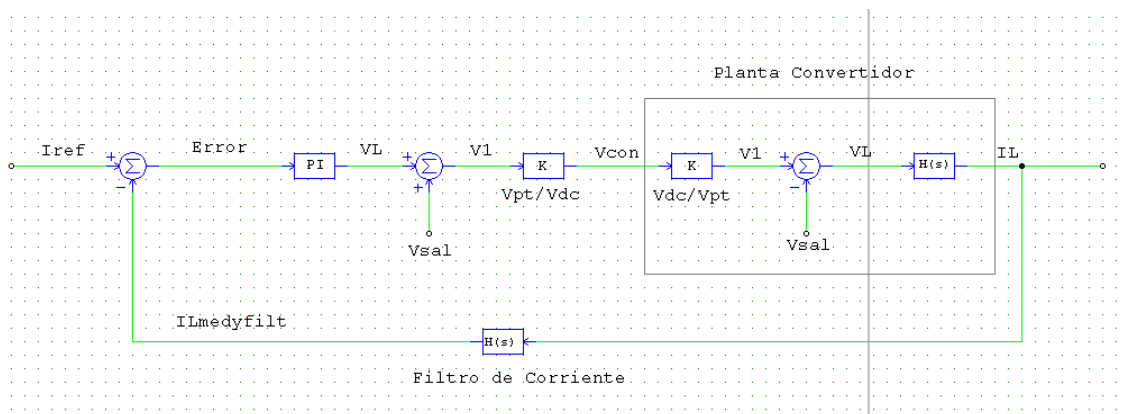 Planta Convertidor
Iref
Error
PI
VL
V1
K
Vpt/Vdc
Vcon
K
Vdc/Vpt
V1
VL
H(s)
IL
+
−
+
+
+
−
Vsal
Vsal
ILmedyfilt
H(s)
Filtro de Corriente